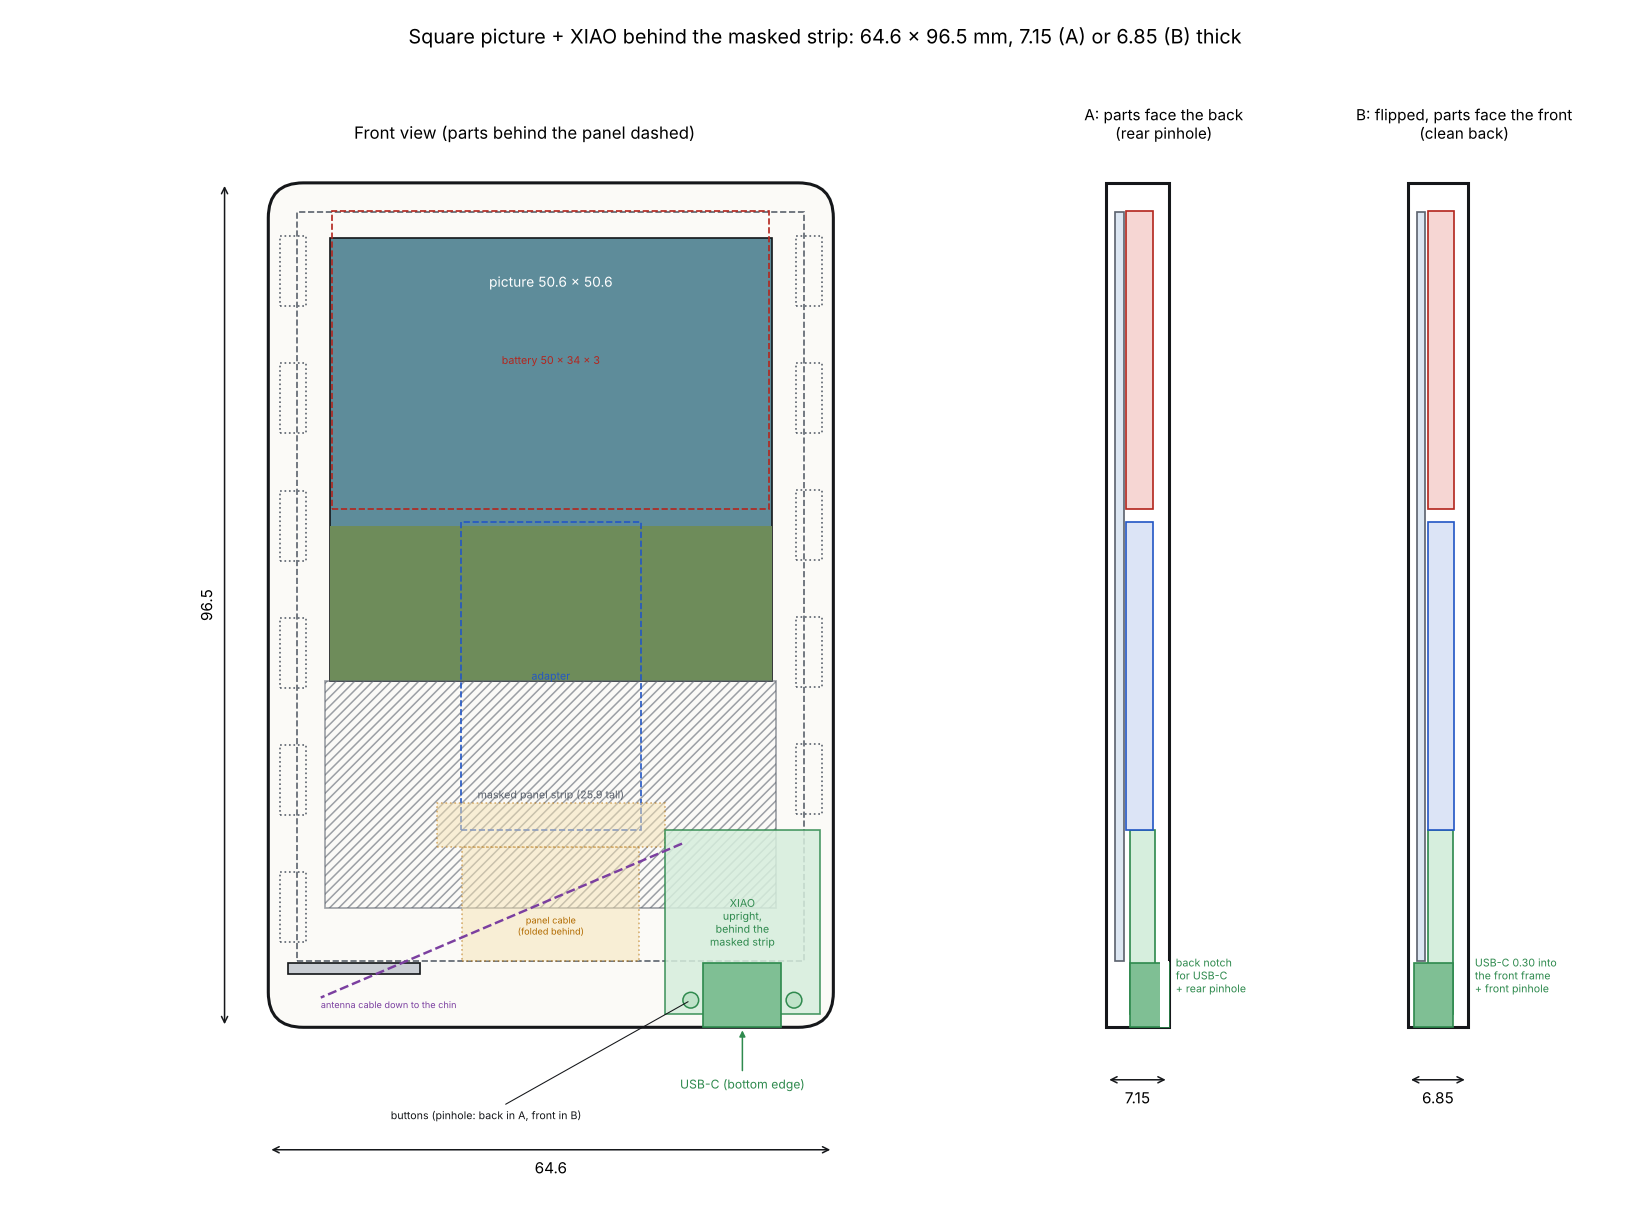 Square picture + XIAO behind the masked strip: 64.6 × 96.5 mm, 7.15 (A) or 6.85 (B) thick
Front view (parts behind the panel dashed)
A: parts face the back
(rear pinhole)
B: flipped, parts face the front
(clean back)
picture 50.6 × 50.6
battery 50 × 34 × 3
96.5
adapter
masked panel strip (25.9 tall)
XIAO
upright,
behind the
masked strip
panel cable
(folded behind)
antenna cable down to the chin
back notch
for USB-C
+ rear pinhole
USB-C 0.30 into
the front frame
+ front pinhole
USB-C (bottom edge)
buttons (pinhole: back in A, front in B)
7.15
6.85
64.6